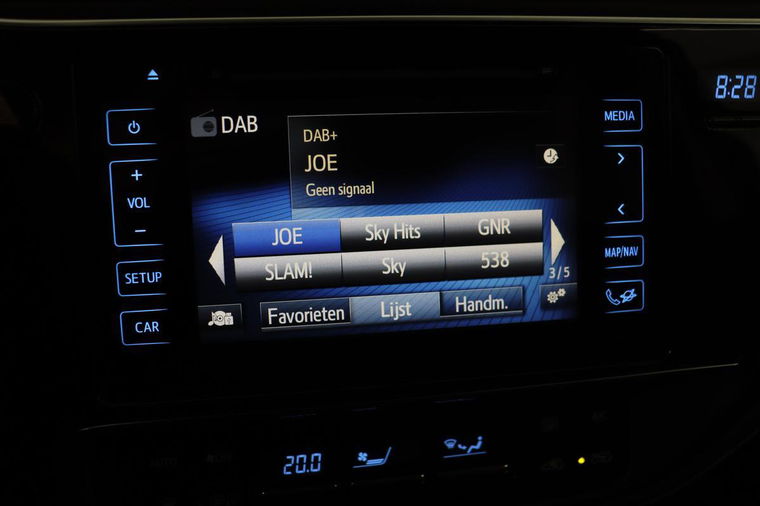 8:28
DAB
DAB+
JOE
Geen signaal
MEDIA
+
VOL
−
>
<
JOE
Sky Hits
GNR
SLAM!
Sky
538
3/5
MAP/NAV
SETUP
CAR
Favorieten
Lijst
Handm.
20.0